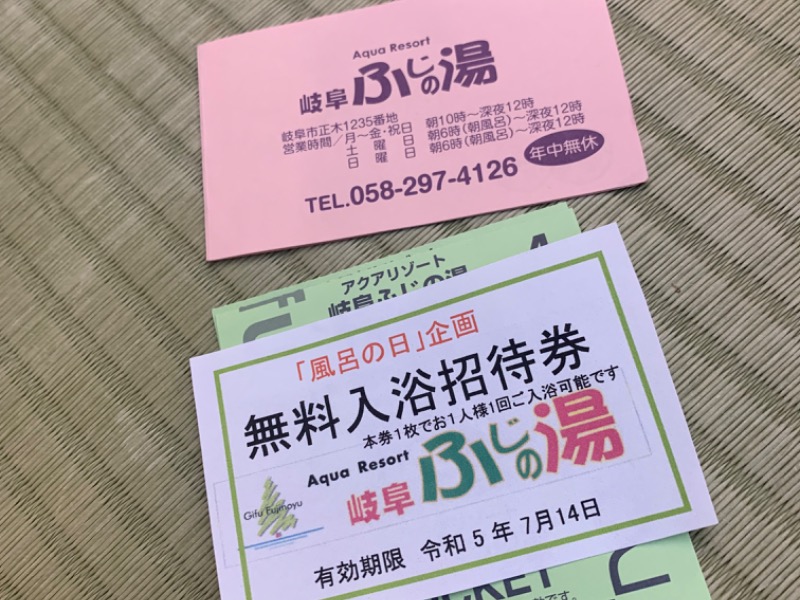 Aqua Resort
岐阜 ふじの湯
岐阜市正木1235番地
営業時間/月~金・祝日 朝10時~深夜12時
土曜日 朝6時(朝風呂)~深夜12時
日曜日 朝6時(朝風呂)~深夜12時
年中無休
TEL.058-297-4126
アクアリゾート
岐阜ふじの湯
「風呂の日」企画
無料入浴招待券
本券1枚でお1人様1回ご入浴可能です
Aqua Resort
岐阜 ふじの湯
Gifu Fujinoyu
有効期限 令和5年7月14日